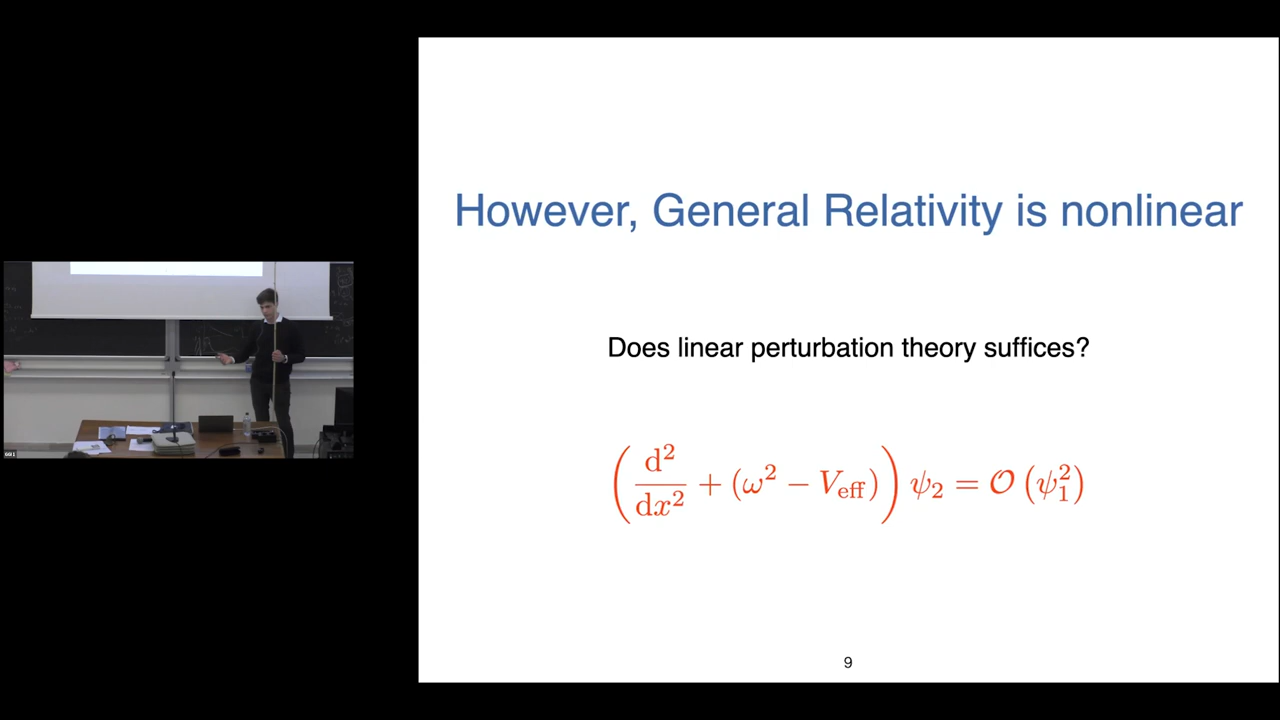 However, General Relativity is nonlinear
Does linear perturbation theory suffices?
( d²/dx² + (ω² − V_eff) ) ψ₂ = 𝒪 (ψ₁²)
9